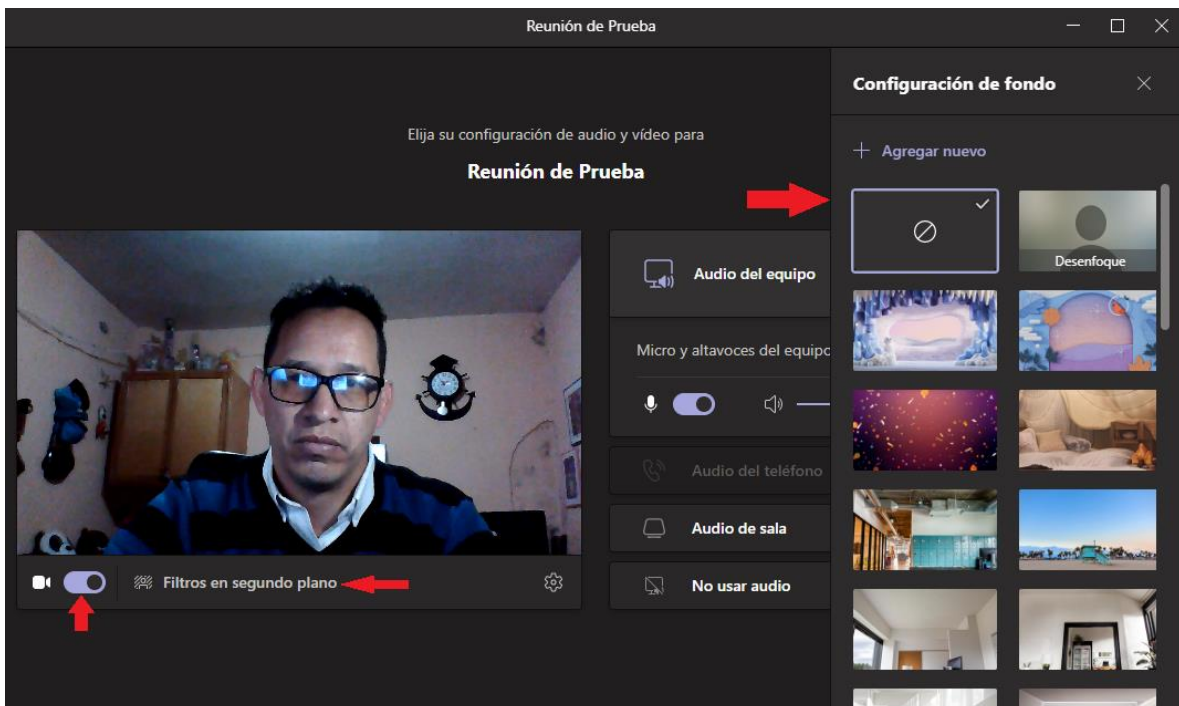 Reunión de Prueba
Configuración de fondo
Agregar nuevo
Elija su configuración de audio y vídeo para
Reunión de Prueba
Desenfoque
Audio del equipo
Micro y altavoces del equipo
Audio del teléfono
Audio de sala
No usar audio
Filtros en segundo plano